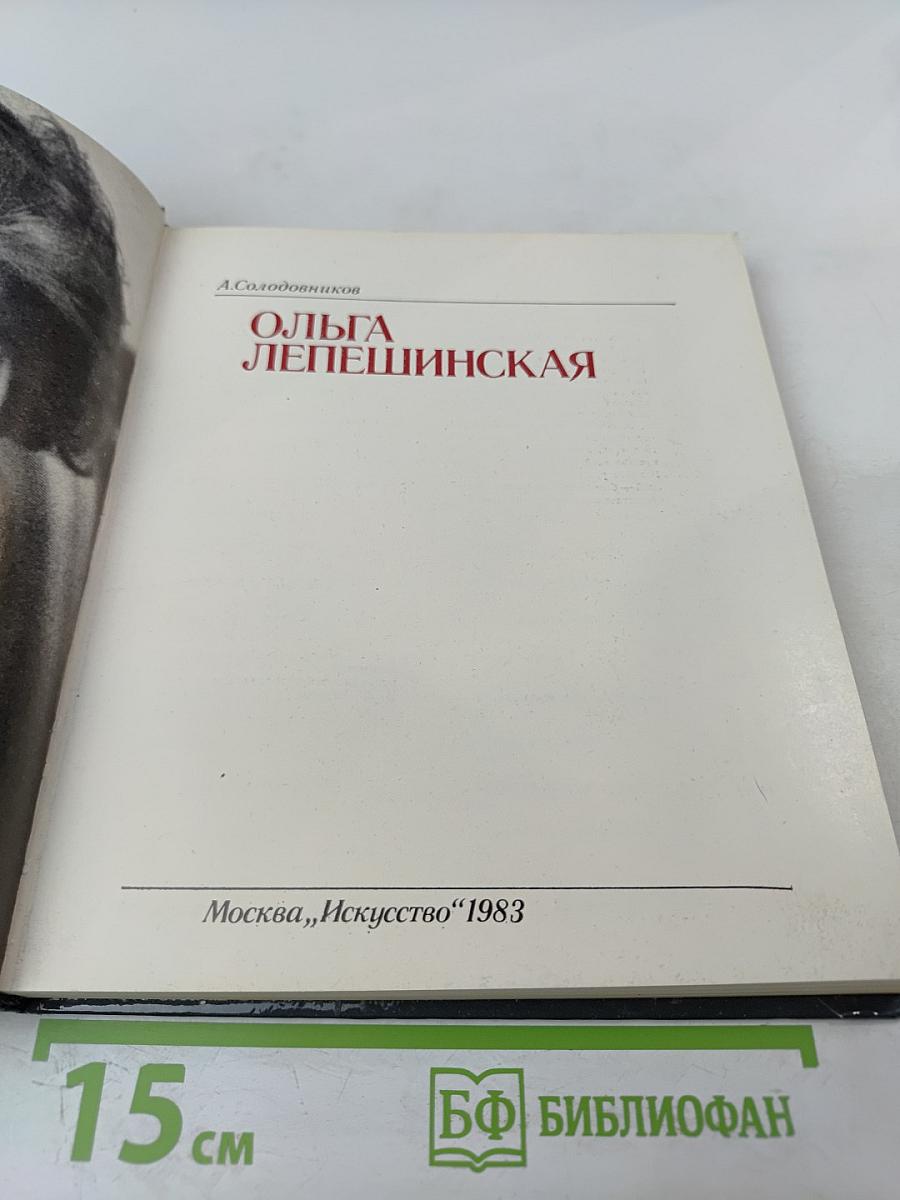 А.Солодовников
ОЛЬГА
ЛЕПЕШИНСКАЯ
Москва„Искусство“1983
15 см
БФ БИБЛИОФАН